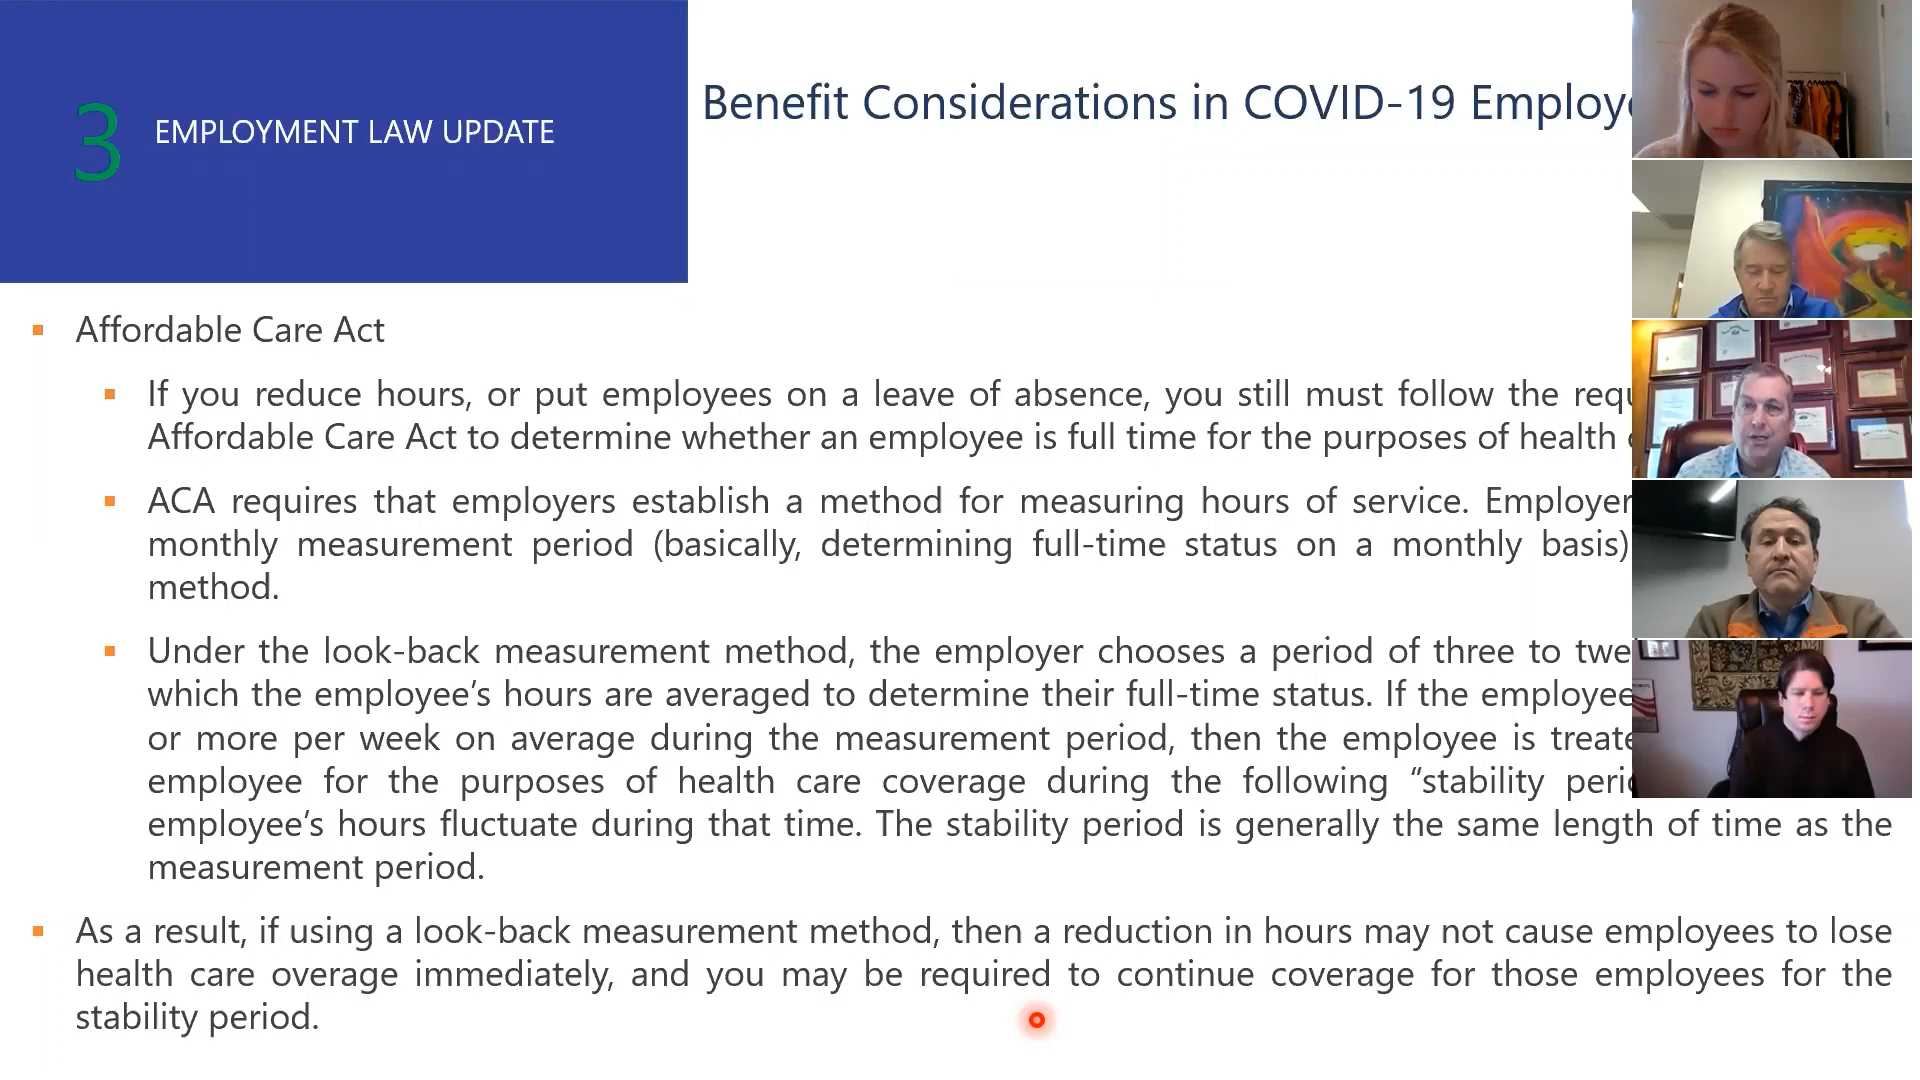 3
EMPLOYMENT LAW UPDATE
Benefit Considerations in COVID-19
Affordable Care Act
If you reduce hours, or put employees on a leave of absence, you still must follow the
Affordable Care Act to determine whether an employee is full time for the purposes of health
ACA requires that employers establish a method for measuring hours of service.
monthly measurement period (basically, determining full-time status on a monthly basis)
method.
Under the look-back measurement method, the employer chooses a period of three to
which the employee’s hours are averaged to determine their full-time status. If the employee
or more per week on average during the measurement period, then the employee is
employee for the purposes of health care coverage during the following “stability
employee’s hours fluctuate during that time. The stability period is generally the same length of time as the
measurement period.
As a result, if using a look-back measurement method, then a reduction in hours may not cause employees to lose
health care overage immediately, and you may be required to continue coverage for those employees for the
stability period.